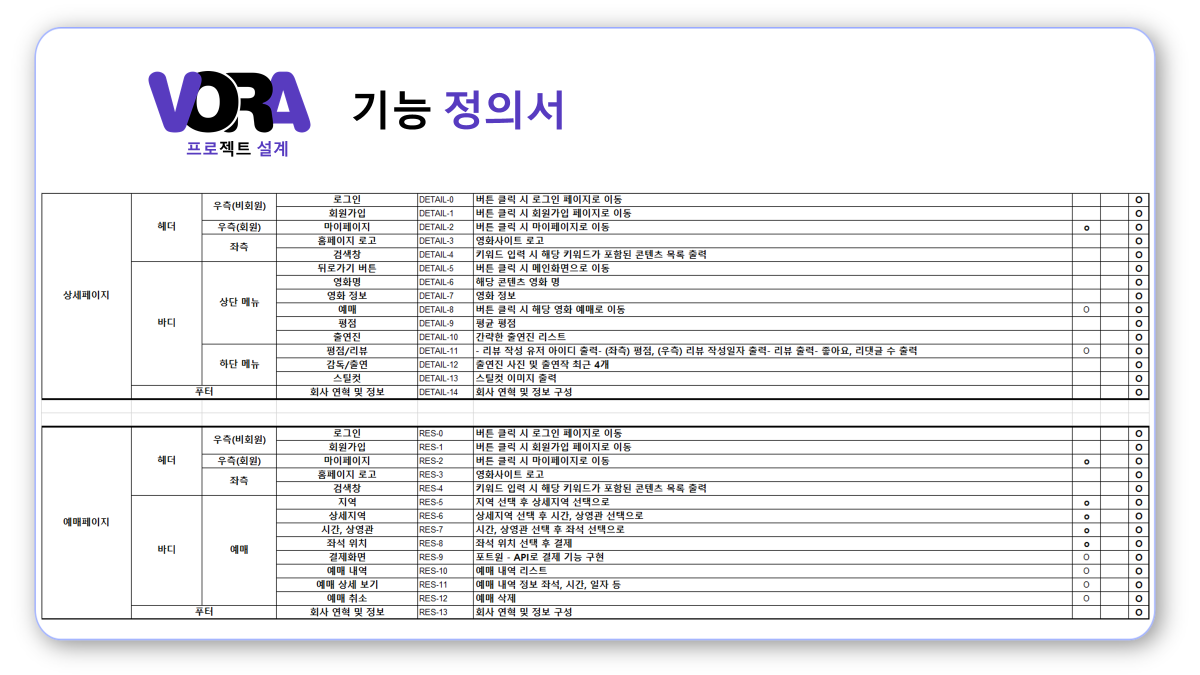 VORA
프로젝트 설계
기능 정의서
상세페이지 헤더 우측(비회원) 로그인 DETAIL-0 버튼 클릭 시 로그인 페이지로 이동 O
회원가입 DETAIL-1 버튼 클릭 시 회원가입 페이지로 이동 O
우측(회원) 마이페이지 DETAIL-2 버튼 클릭 시 마이페이지로 이동 o O
좌측 홈페이지 로고 DETAIL-3 영화사이트 로고 O
검색창 DETAIL-4 키워드 입력 시 해당 키워드가 포함된 콘텐츠 목록 출력 O
바디 상단 메뉴 뒤로가기 버튼 DETAIL-5 버튼 클릭 시 메인화면으로 이동 O
영화명 DETAIL-6 해당 콘텐츠 영화 명 O
영화 정보 DETAIL-7 영화 정보 O
예매 DETAIL-8 버튼 클릭 시 해당 영화 예매로 이동 O O
평점 DETAIL-9 평균 평점 O
출연진 DETAIL-10 간략한 출연진 리스트 O
하단 메뉴 평점/리뷰 DETAIL-11 - 리뷰 작성 유저 아이디 출력- (좌측) 평점, (우측) 리뷰 작성일자 출력- 리뷰 출력- 좋아요, 리댓글 수 출력 O O
감독/출연 DETAIL-12 출연진 사진 및 출연작 최근 4개 O
스틸컷 DETAIL-13 스틸컷 이미지 출력 O
푸터 회사 연혁 및 정보 DETAIL-14 회사 연혁 및 정보 구성 O
예매페이지 헤더 우측(비회원) 로그인 RES-0 버튼 클릭 시 로그인 페이지로 이동 O
회원가입 RES-1 버튼 클릭 시 회원가입 페이지로 이동 O
우측(회원) 마이페이지 RES-2 버튼 클릭 시 마이페이지로 이동 o O
좌측 홈페이지 로고 RES-3 영화사이트 로고 O
검색창 RES-4 키워드 입력 시 해당 키워드가 포함된 콘텐츠 목록 출력 O
바디 예매 지역 RES-5 지역 선택 후 상세지역 선택으로 o O
상세지역 RES-6 상세지역 선택 후 시간, 상영관 선택으로 o O
시간, 상영관 RES-7 시간, 상영관 선택 후 좌석 선택으로 o O
좌석 위치 RES-8 좌석 위치 선택 후 결제 o O
결제화면 RES-9 포트원 - API로 결제 기능 구현 O O
예매 내역 RES-10 예매 내역 리스트 O O
예매 상세 보기 RES-11 예매 내역 정보 좌석, 시간, 일자 등 O O
예매 취소 RES-12 예매 삭제 O O
푸터 회사 연혁 및 정보 RES-13 회사 연혁 및 정보 구성 O